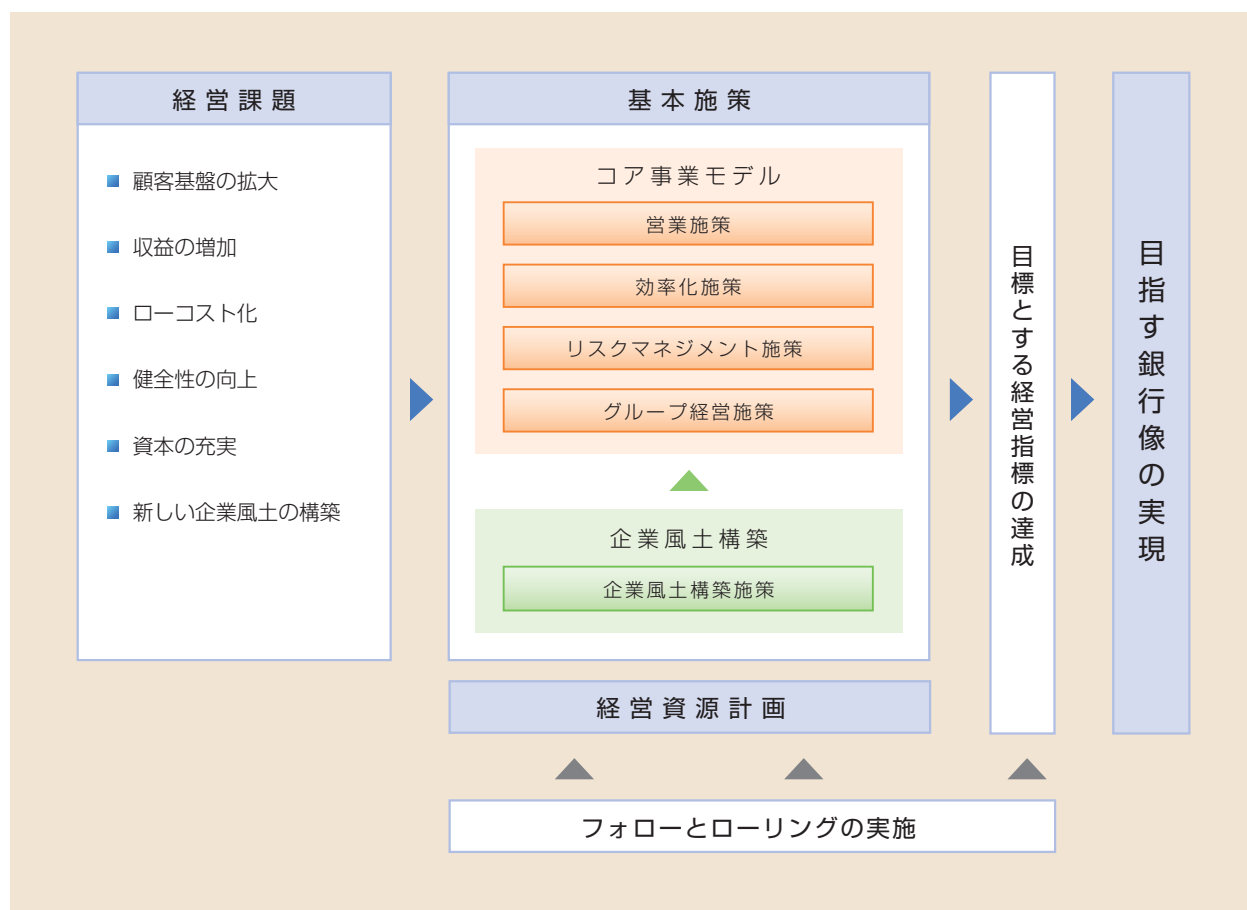 経営課題
顧客基盤の拡大
収益の増加
ローコスト化
健全性の向上
資本の充実
新しい企業風土の構築
基本施策
コア事業モデル
営業施策
効率化施策
リスクマネジメント施策
グループ経営施策
企業風土構築
企業風土構築施策
経営資源計画
フォローとローリングの実施
目標とする経営指標の達成
目指す銀行像の実現